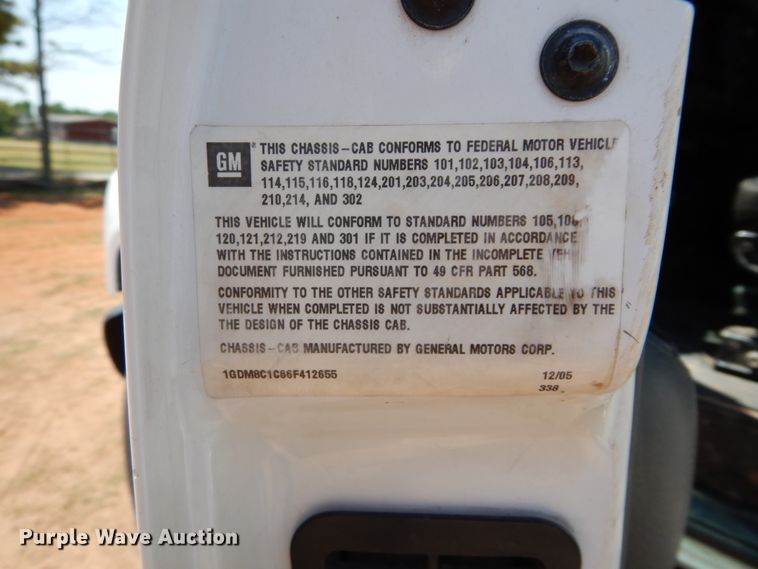 GM
® THIS CHASSIS-CAB CONFORMS TO FEDERAL MOTOR VEHICLE
SAFETY STANDARD NUMBERS 101,102,103,104,106,113,
114,115,116,118,124,201,203,204,205,206,207,208,209,
210,214, AND 302
THIS VEHICLE WILL CONFORM TO STANDARD NUMBERS 105,
120,121,212,219 AND 301 IF IT IS COMPLETED IN ACCORDANCE
WITH THE INSTRUCTIONS CONTAINED IN THE INCOMPLETE
DOCUMENT FURNISHED PURSUANT TO 49 CFR PART 568.
CONFORMITY TO THE OTHER SAFETY STANDARDS APPLICABLE TO THIS
VEHICLE WHEN COMPLETED IS NOT SUBSTANTIALLY AFFECTED BY THE
THE DESIGN OF THE CHASSIS CAB.
CHASSIS-CAB MANUFACTURED BY GENERAL MOTORS CORP.
1GDM8C1C66F412655 12/05
338
Purple Wave Auction